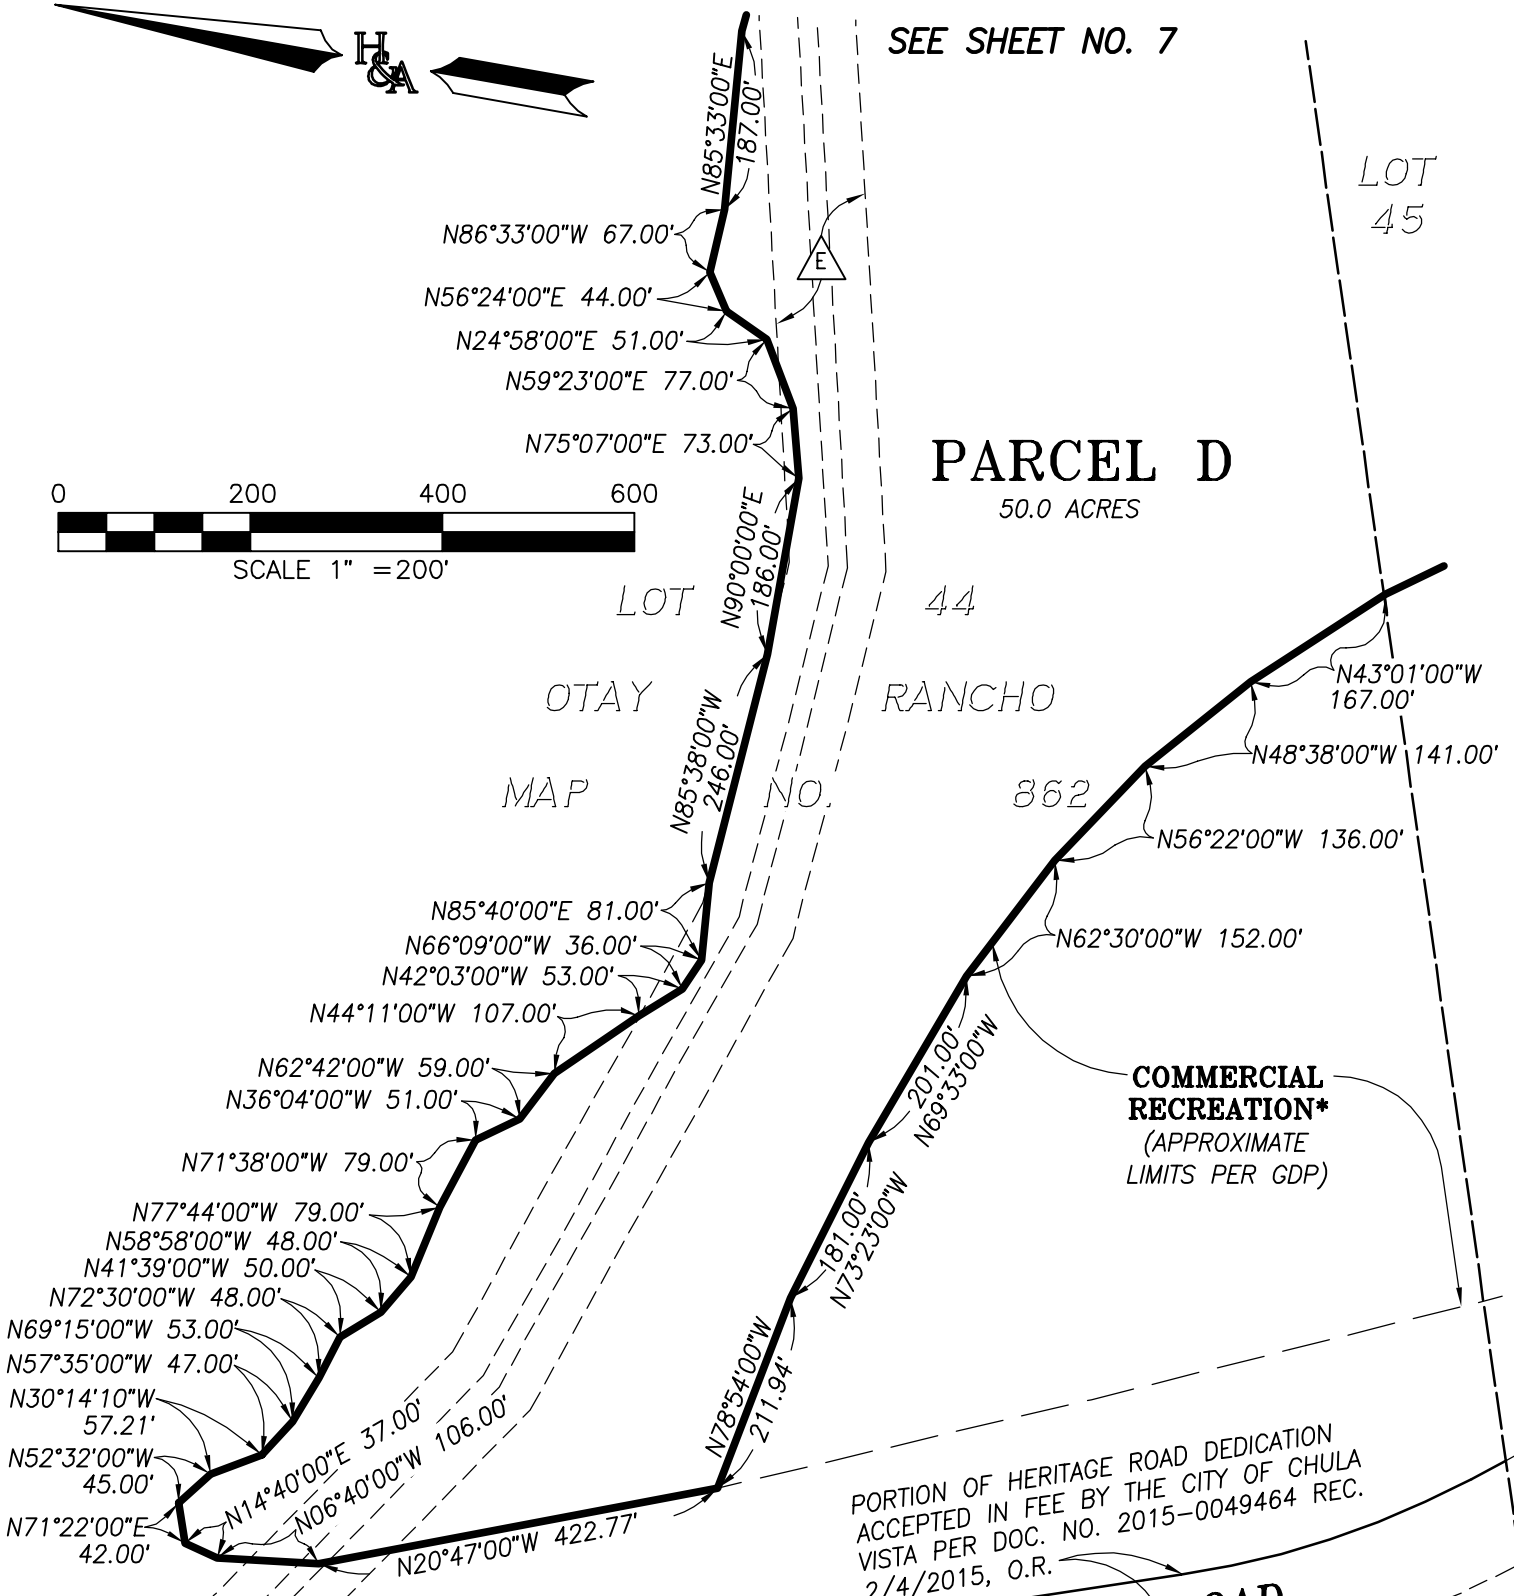 H&A
SEE SHEET NO. 7
LOT
45
N85°33'00"E
187.00'
N86°33'00"W 67.00'
E
N56°24'00"E 44.00'
N24°58'00"E 51.00'
N59°23'00"E 77.00'
N75°07'00"E 73.00'
PARCEL D
50.0 ACRES
0 200 400 600
SCALE 1" =200'
N90°00'00"E
186.00'
LOT 44
OTAY RANCHO
MAP NO. 862
N43°01'00"W
167.00'
N48°38'00"W 141.00'
N85°38'00"W
246.00'
N56°22'00"W 136.00'
N85°40'00"E 81.00'
N66°09'00"W 36.00'
N62°30'00"W 152.00'
N42°03'00"W 53.00'
N44°11'00"W 107.00'
N62°42'00"W 59.00'
N36°04'00"W 51.00'
201.00'
N69°33'00"W
COMMERCIAL
RECREATION*
(APPROXIMATE
LIMITS PER GDP)
N71°38'00"W 79.00'
N77°44'00"W 79.00'
181.00'
N73°23'00"W
N58°58'00"W 48.00'
N41°39'00"W 50.00'
N72°30'00"W 48.00'
N69°15'00"W 53.00'
N57°35'00"W 47.00'
N30°14'10"W
57.21'
N78°54'00"W
211.94'
N52°32'00"W
45.00'
N14°40'00"E 37.00'
N06°40'00"W 106.00'
N71°22'00"E
42.00'
N20°47'00"W 422.77'
PORTION OF HERITAGE ROAD DEDICATION
ACCEPTED IN FEE BY THE CITY OF CHULA
VISTA PER DOC. NO. 2015-0049464 REC.
2/4/2015, O.R.